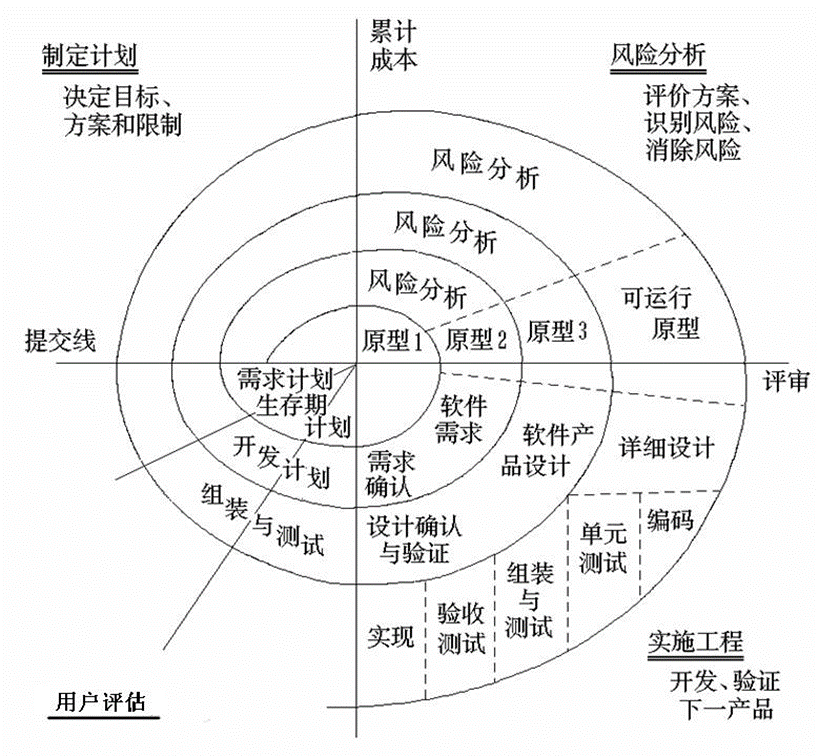 累计
成本
制定计划
决定目标、
方案和限制
风险分析
评价方案、
识别风险、
消除风险
风险分析
风险分析
风险分析
可运行
原型
原型1
原型2
原型3
提交线
评审
需求计划
生存期
计划
开发计划
组装与测试
软件
需求
需求
确认
软件产
品设计
详细设计
设计确认
与验证
实现
验收
测试
组装
与
测试
单元
测试
编码
实施工程
开发、验证
下一产品
用户评估